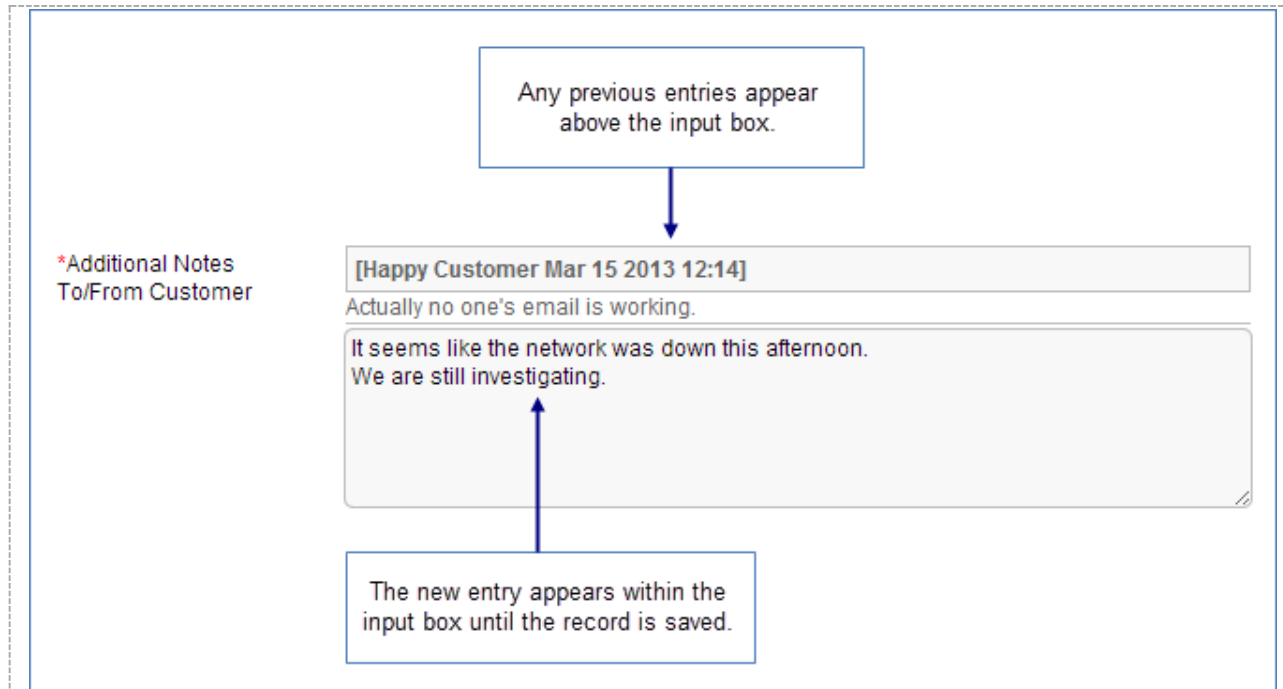 Any previous entries appear
above the input box.
*Additional Notes
To/From Customer
[Happy Customer Mar 15 2013 12:14]
Actually no one's email is working.
It seems like the network was down this afternoon.
We are still investigating.
The new entry appears within the
input box until the record is saved.